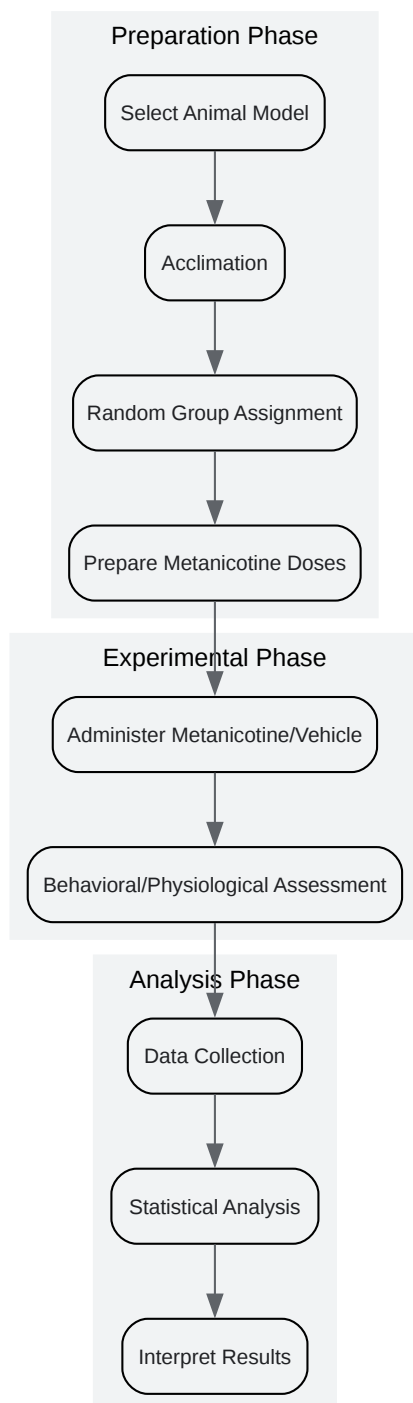 Preparation Phase
Select Animal Model
Acclimation
Random Group Assignment
Prepare Metanicotine Doses
Experimental Phase
Administer Metanicotine/Vehicle
Behavioral/Physiological Assessment
Analysis Phase
Data Collection
Statistical Analysis
Interpret Results